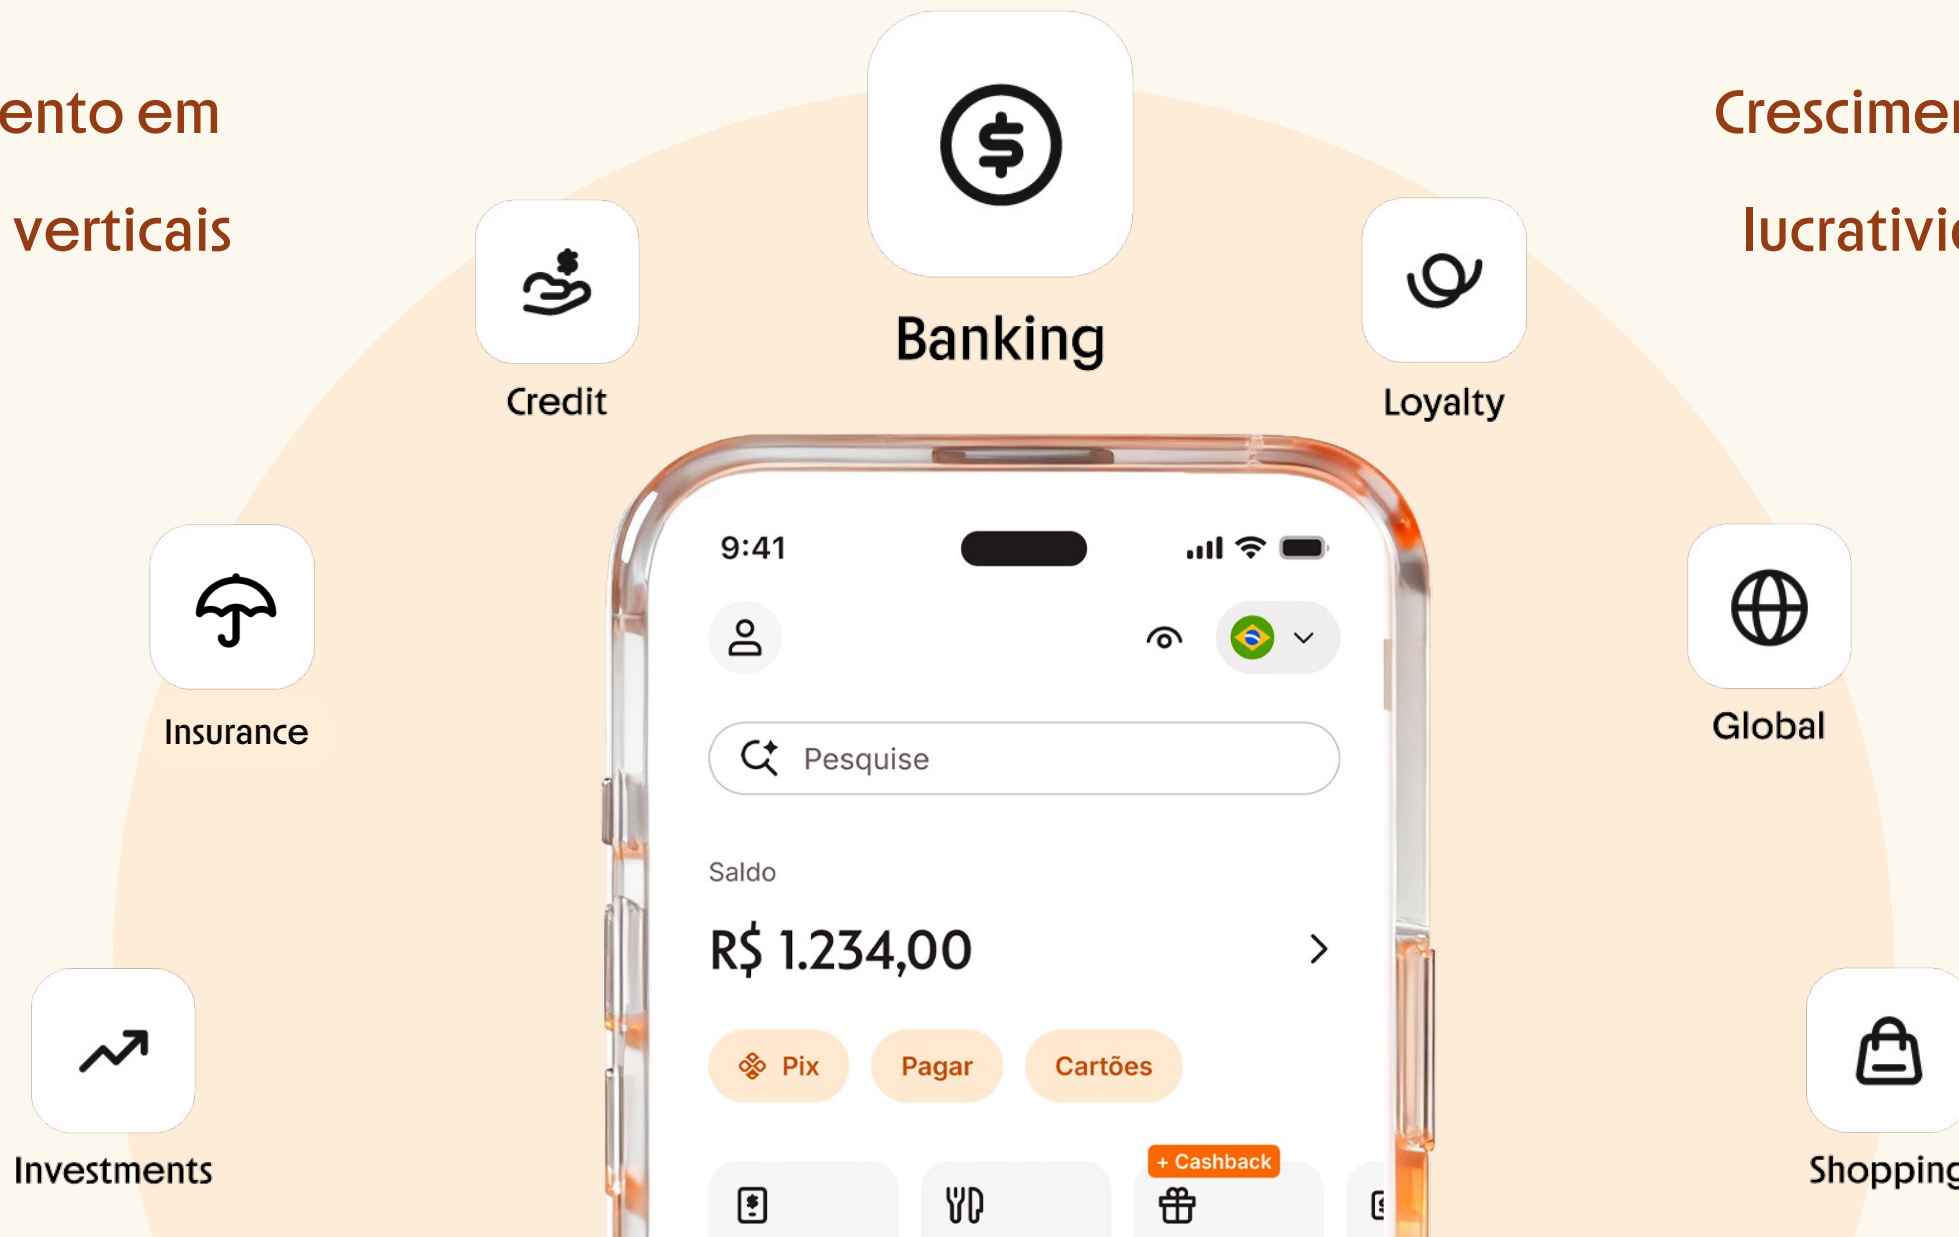 ento em
verticais
Crescimen
lucrativi
Banking
Credit
Loyalty
Insurance
Global
Investments
Shopping
9:41
Pesquise
Saldo
R$ 1.234,00
Pix
Pagar
Cartões
+ Cashback